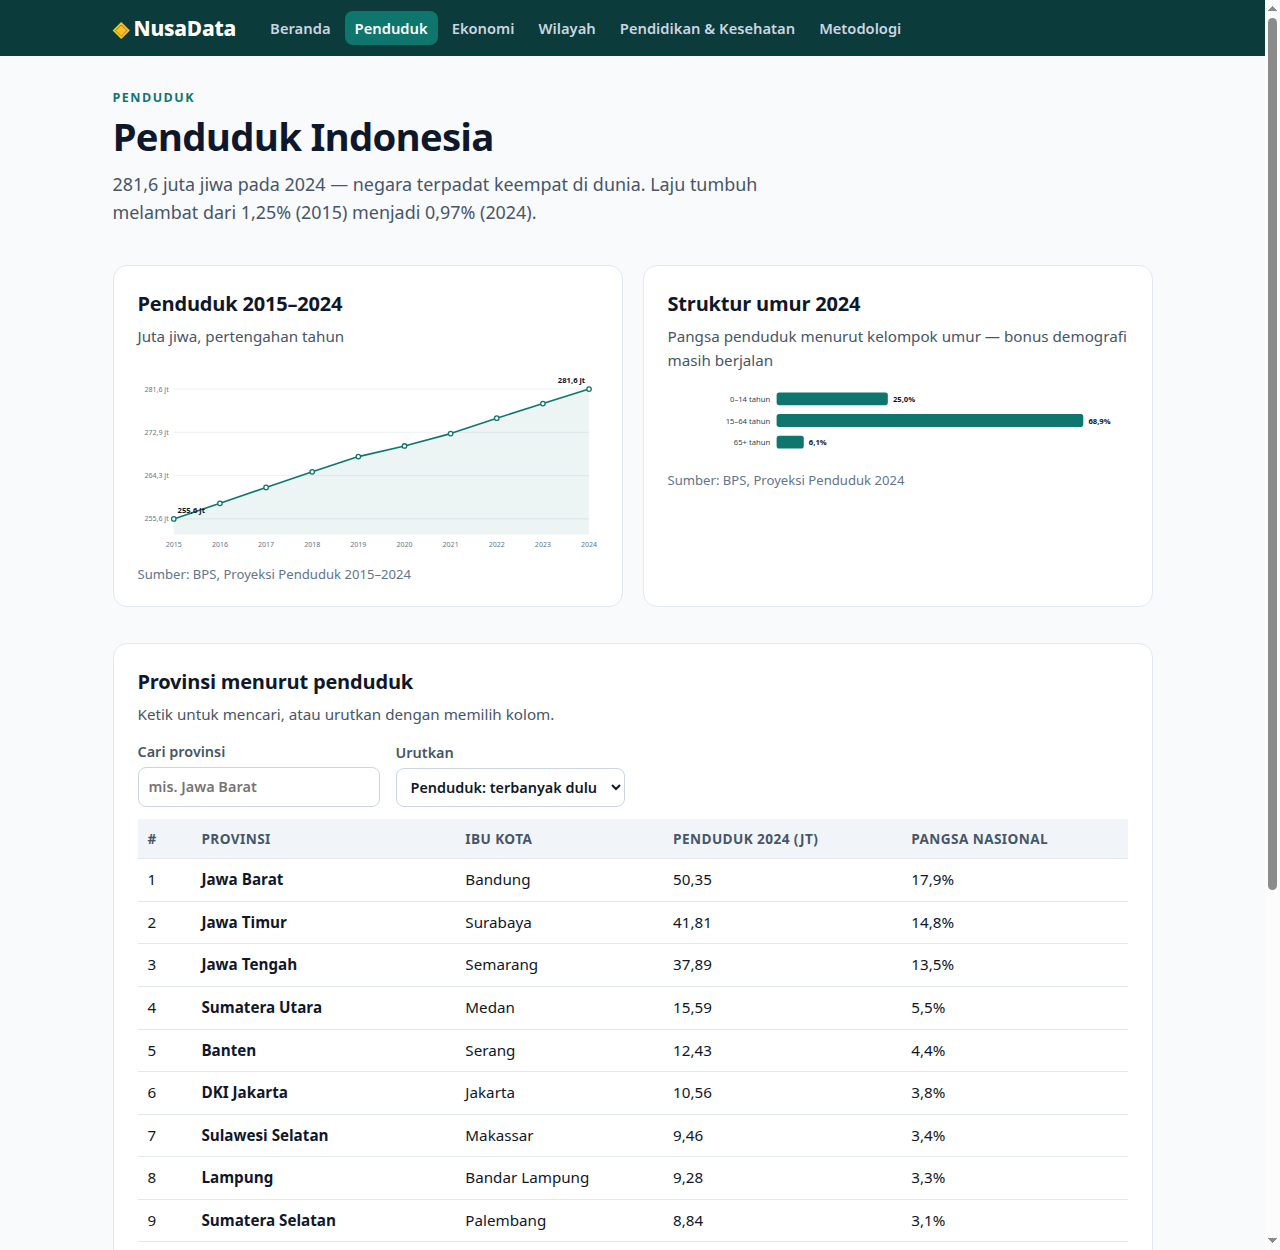 ◈ NusaData
Beranda
Penduduk
Ekonomi
Wilayah
Pendidikan & Kesehatan
Metodologi
PENDUDUK
Penduduk Indonesia
281,6 juta jiwa pada 2024 — negara terpadat keempat di dunia. Laju tumbuh
melambat dari 1,25% (2015) menjadi 0,97% (2024).
Penduduk 2015–2024
Juta jiwa, pertengahan tahun
281,6 jt
281,6 jt
272,9 jt
264,3 jt
255,6 jt
255,6 jt
2015 2016 2017 2018 2019 2020 2021 2022 2023 2024
Sumber: BPS, Proyeksi Penduduk 2015–2024
Struktur umur 2024
Pangsa penduduk menurut kelompok umur — bonus demografi
masih berjalan
0–14 tahun 25,0%
15–64 tahun 68,9%
65+ tahun 6,1%
Sumber: BPS, Proyeksi Penduduk 2024
Provinsi menurut penduduk
Ketik untuk mencari, atau urutkan dengan memilih kolom.
Cari provinsi
mis. Jawa Barat
Urutkan
Penduduk: terbanyak dulu
# PROVINSI IBU KOTA PENDUDUK 2024 (JT) PANGSA NASIONAL
1 Jawa Barat Bandung 50,35 17,9%
2 Jawa Timur Surabaya 41,81 14,8%
3 Jawa Tengah Semarang 37,89 13,5%
4 Sumatera Utara Medan 15,59 5,5%
5 Banten Serang 12,43 4,4%
6 DKI Jakarta Jakarta 10,56 3,8%
7 Sulawesi Selatan Makassar 9,46 3,4%
8 Lampung Bandar Lampung 9,28 3,3%
9 Sumatera Selatan Palembang 8,84 3,1%